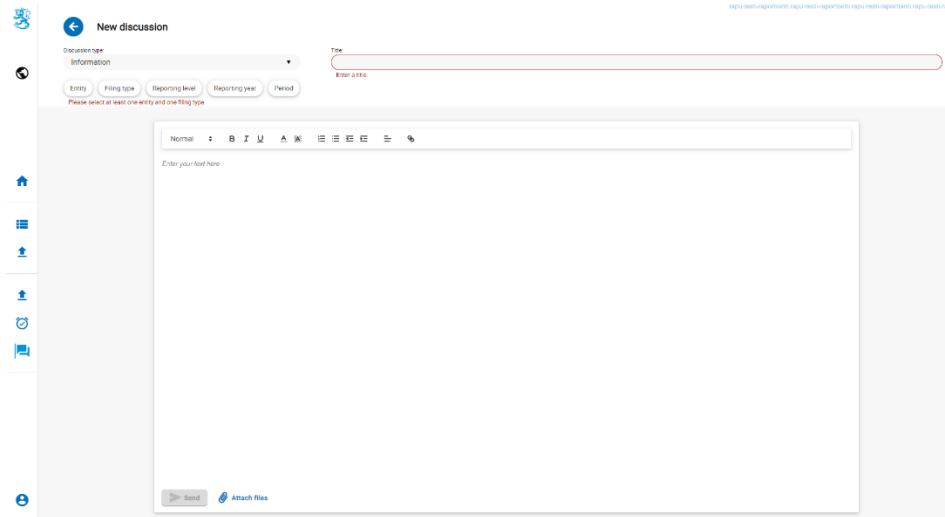 New discussion
Discussion type:
Information
Title:
Enter a title.
Entity
Filing type
Reporting level
Reporting year
Period
Please select at least one entity and one filing type.
Normal
B I U A
Enter your text here
Send
Attach files